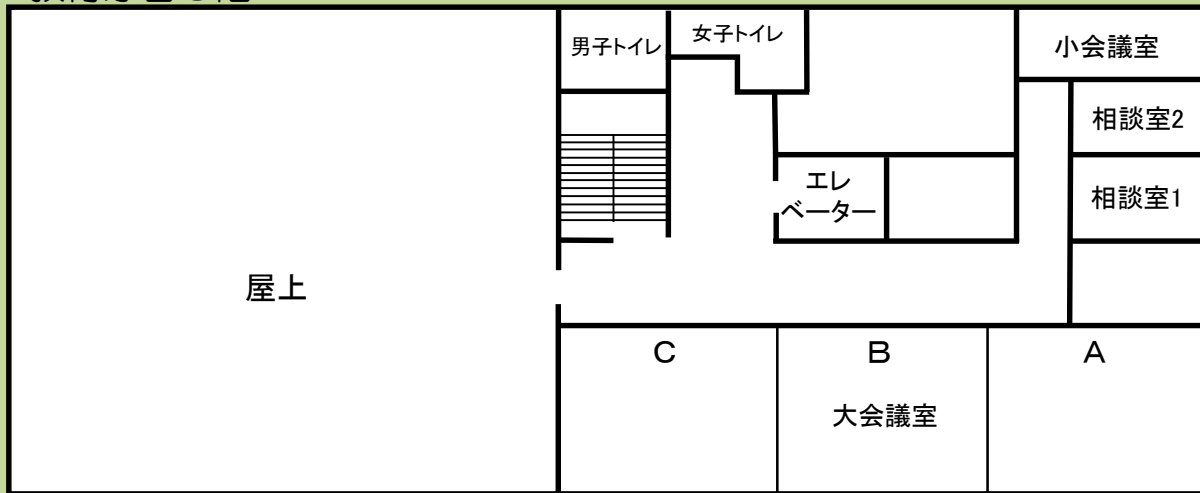 男子トイレ
女子トイレ
小会議室
相談室2
エレ
ベーター
相談室1
屋上
C
B
A
大会議室